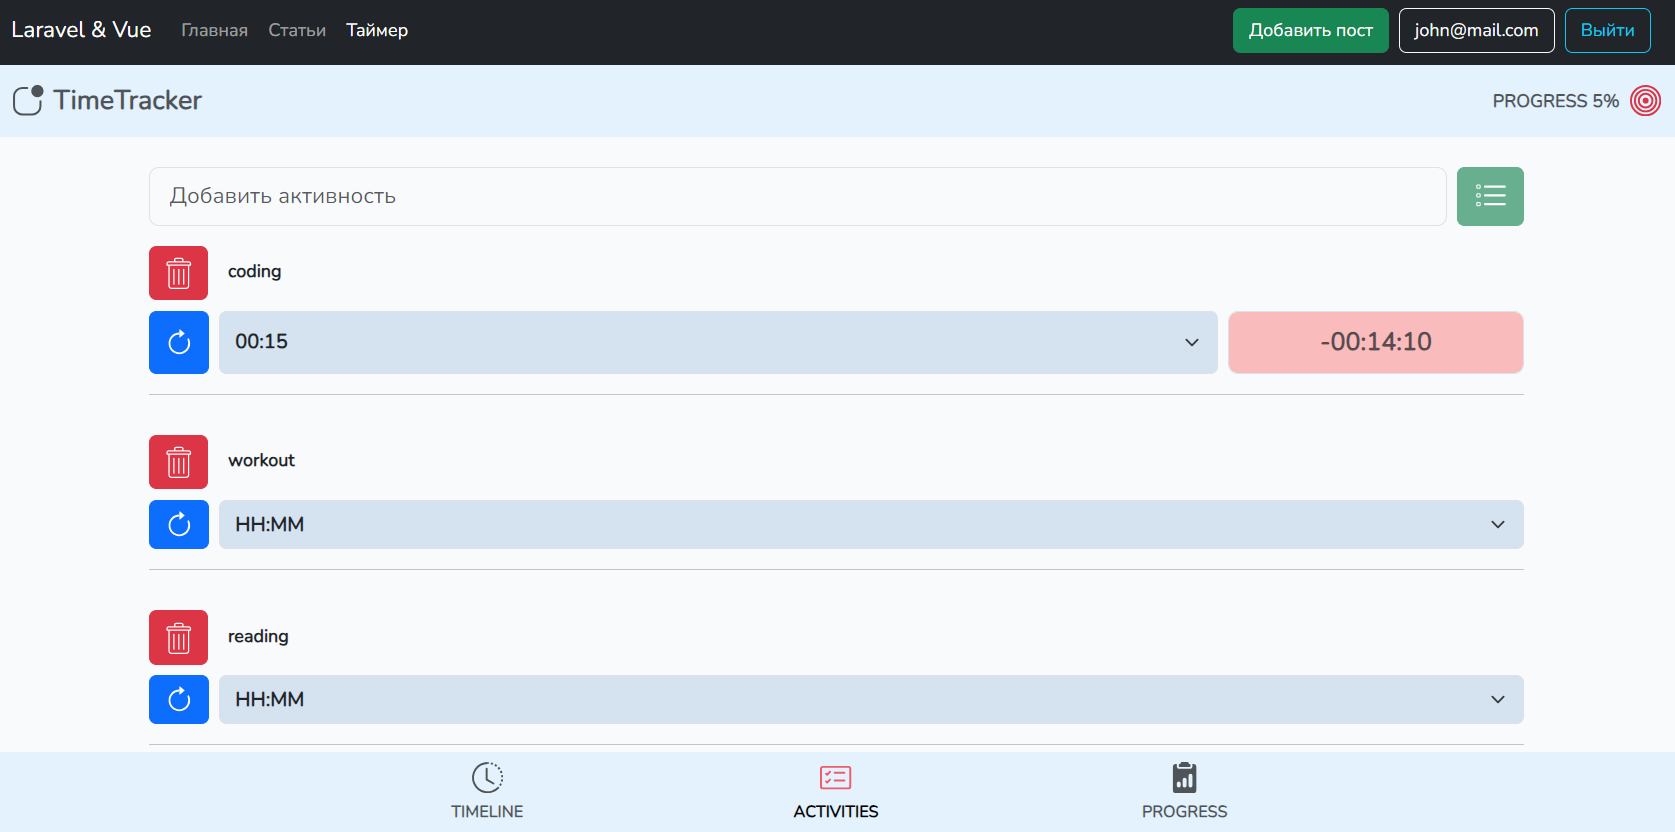 Laravel & Vue Главная Статьи Таймер Добавить пост john@mail.com Выйти
TimeTracker PROGRESS 5%
Добавить активность
coding
00:15 -00:14:10
workout
HH:MM
reading
HH:MM
TIMELINE ACTIVITIES PROGRESS